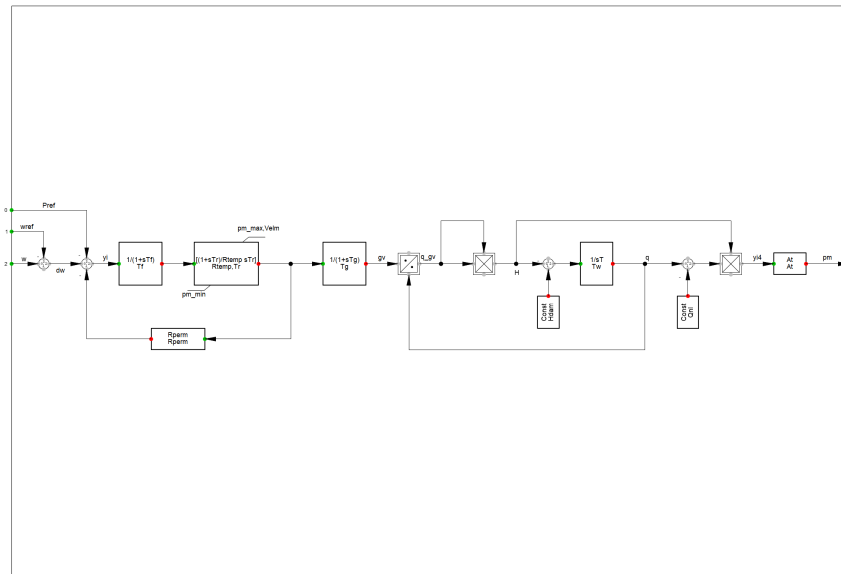 0
Pref
1
wref
2
w
dw
yi
1/(1+sTf)
Tf
pm_max,Velm
[(1+sTr)/Rtemp sTr]
Rtemp,Tr
pm_min
1/(1+sTg)
Tg
gv
q_gv
H
Const
Hdam
1/sT
Tw
q
Const
Qnl
yi4
At
At
pm
Rperm
Rperm